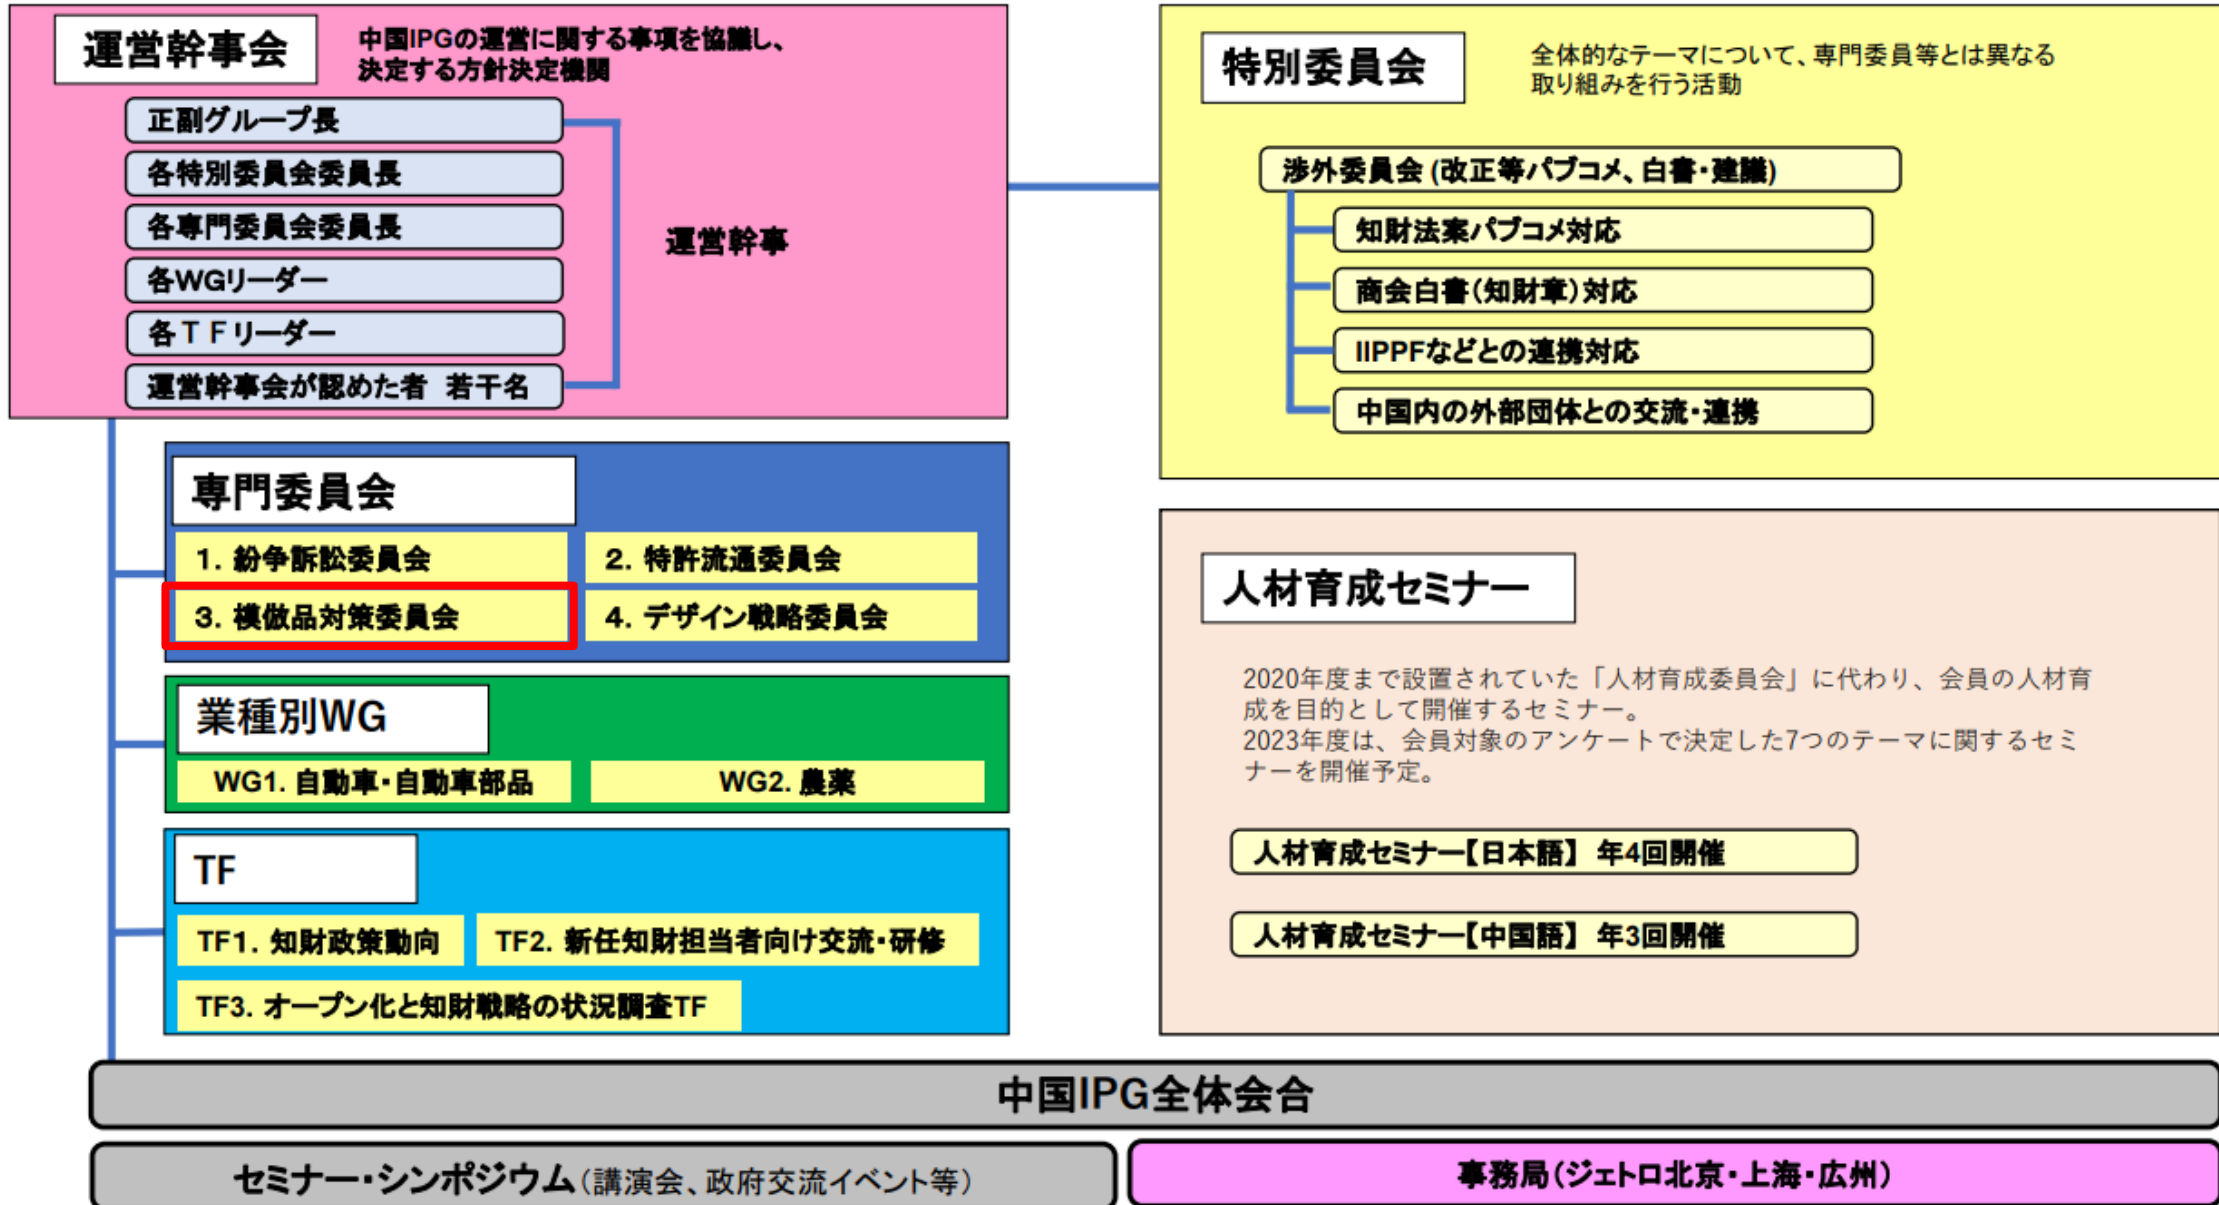 運営幹事会
中国IPGの運営に関する事項を協議し、
決定する方針決定機関
正副グループ長
各特別委員会委員長
各専門委員会委員長
各WGリーダー
各ＴＦリーダー
運営幹事会が認めた者　若干名
運営幹事
特別委員会
全体的なテーマについて、専門委員等とは異なる
取り組みを行う活動
渉外委員会 (改正等パブコメ、白書・建議)
知財法案パブコメ対応
商会白書（知財章）対応
IIPPFなどとの連携対応
中国内の外部団体との交流・連携
専門委員会
1. 紛争訴訟委員会
2. 特許流通委員会
3. 模倣品対策委員会
4. デザイン戦略委員会
業種別WG
WG1. 自動車・自動車部品
WG2. 農薬
TF
TF1. 知財政策動向
TF2. 新任知財担当者向け交流・研修
TF3. オープン化と知財戦略の状況調査TF
人材育成セミナー
2020年度まで設置されていた「人材育成委員会」に代わり、会員の人材育
成を目的として開催するセミナー。
2023年度は、会員対象のアンケートで決定した7つのテーマに関するセミ
ナーを開催予定。
人材育成セミナー【日本語】 年4回開催
人材育成セミナー【中国語】 年3回開催
中国IPG全体会合
セミナー・シンポジウム（講演会、政府交流イベント等）
事務局（ジェトロ北京・上海・広州）